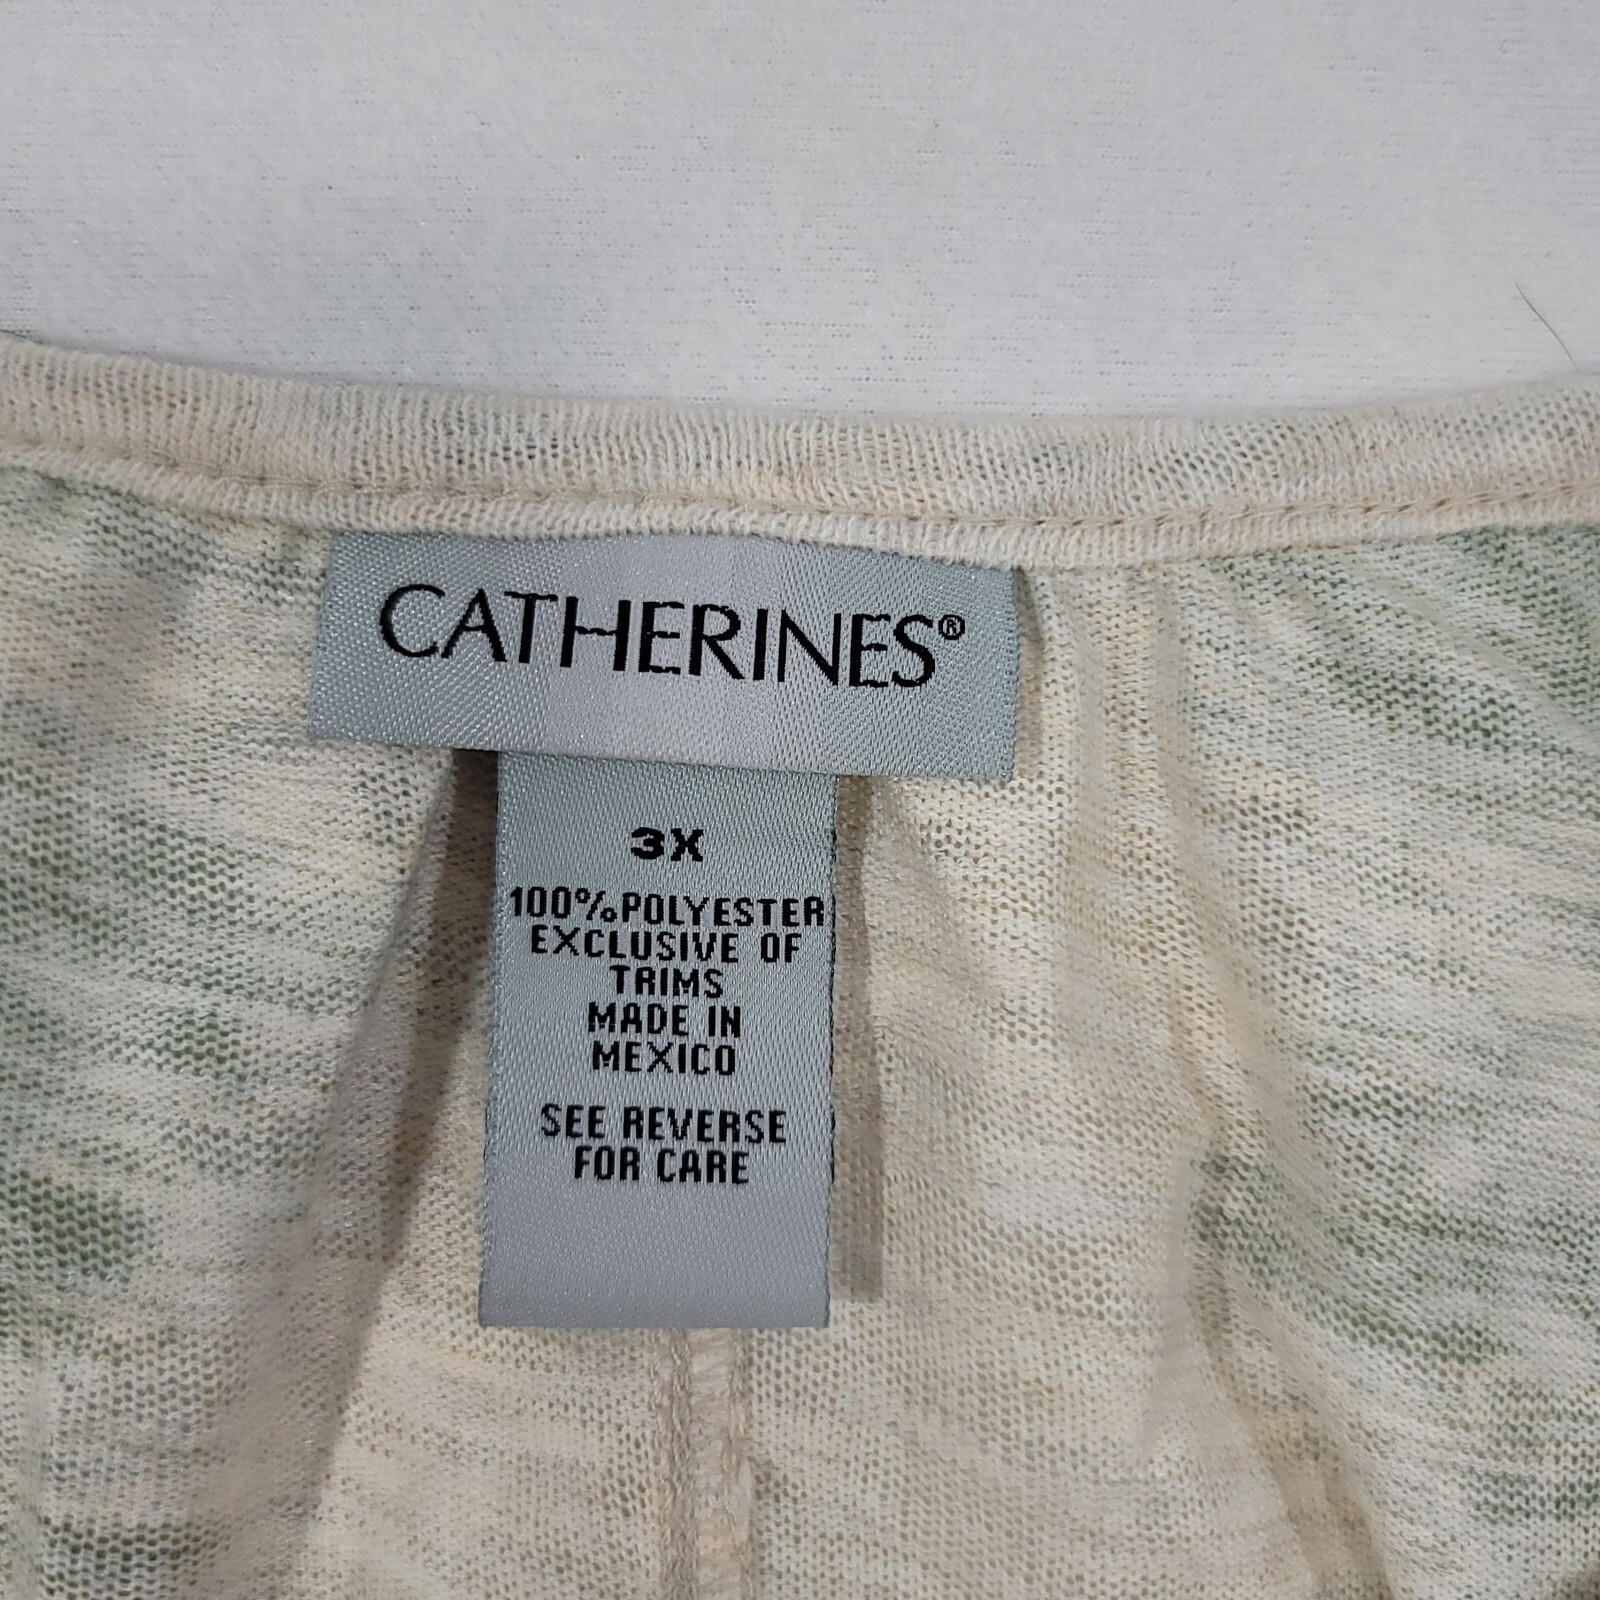 CATHERINES®
3X
100% POLYESTER
EXCLUSIVE OF
TRIMS
MADE IN
MEXICO
SEE REVERSE
FOR CARE